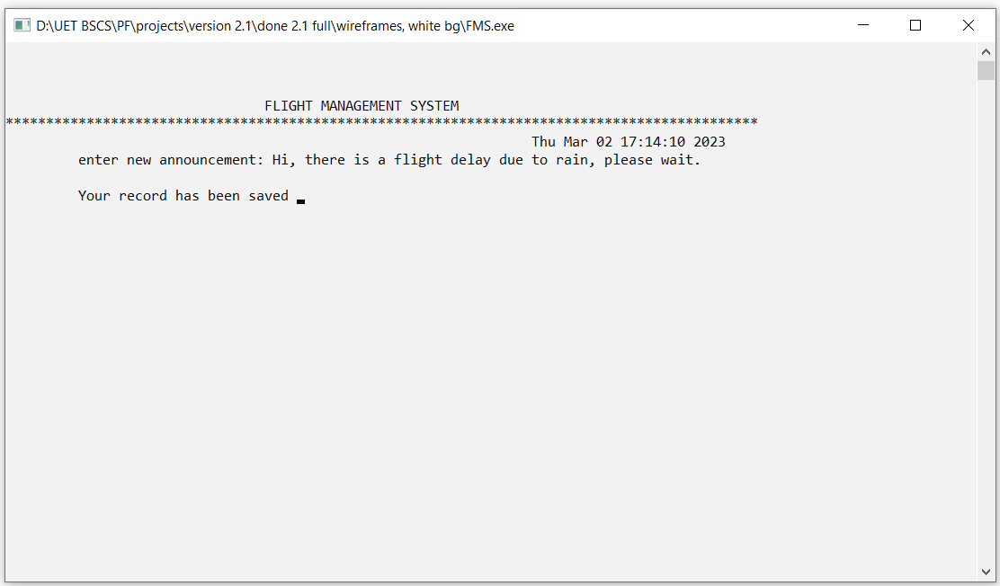 D:\UET BSCS\PF\projects\version 2.1\done 2.1 full\wireframes, white bg\FMS.exe
FLIGHT MANAGEMENT SYSTEM
*********************************************************************************************
Thu Mar 02 17:14:10 2023
enter new announcement: Hi, there is a flight delay due to rain, please wait.
Your record has been saved